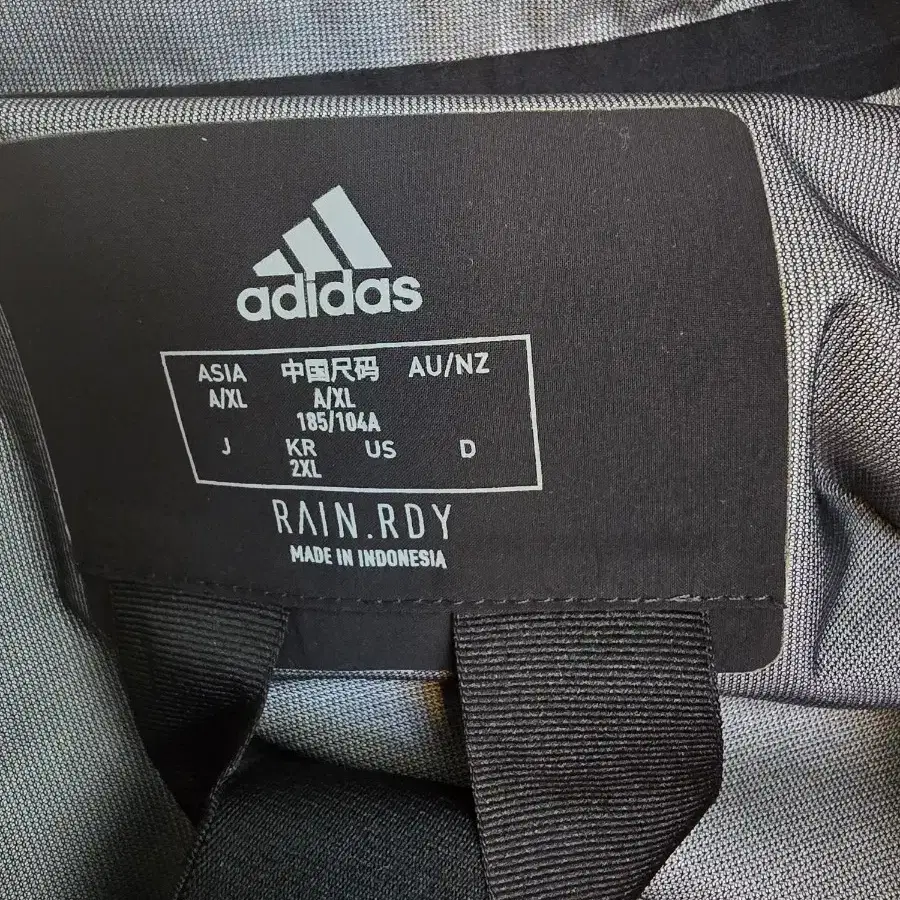 adidas
ASIA 中国尺码 AU/NZ
A/XL A/XL
185/104A
J KR US D
2XL
RAIN.RDY
MADE IN INDONESIA